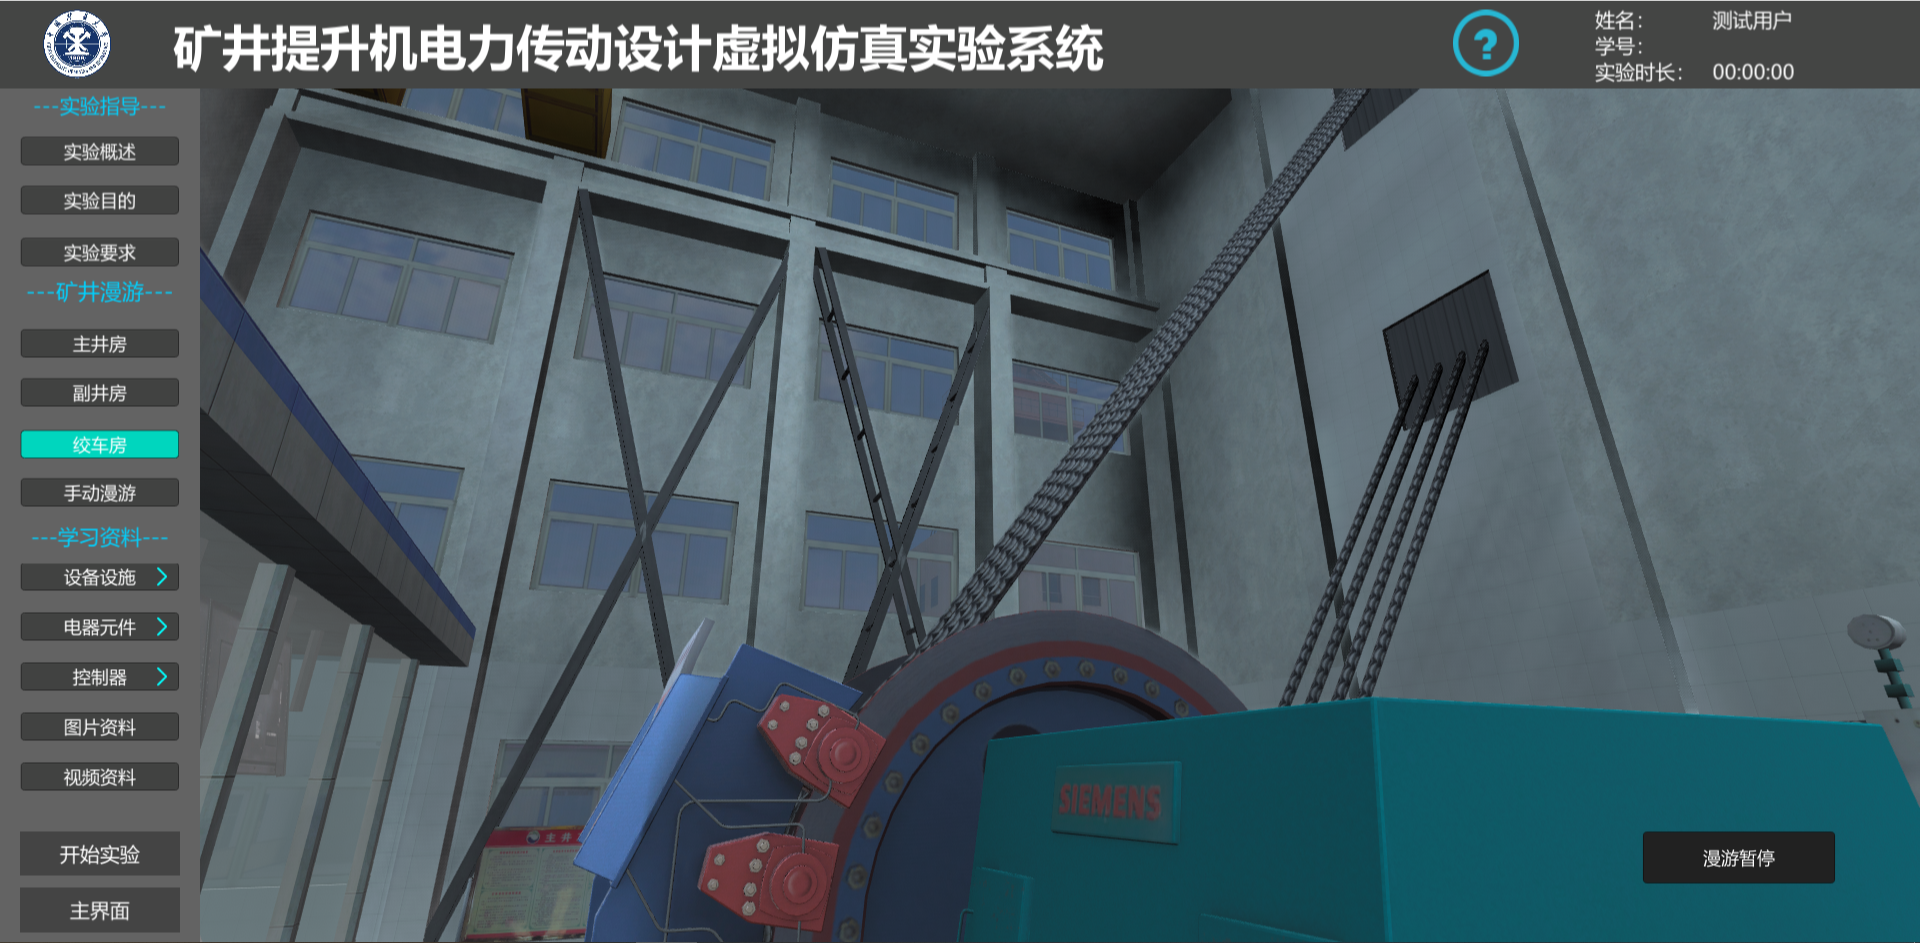 矿井提升机电力传动设计虚拟仿真实验系统
?
姓名： 测试用户
学号：
实验时长： 00:00:00
---实验指导---
实验概述
实验目的
实验要求
---矿井漫游---
主井房
副井房
绞车房
手动漫游
---学习资料---
设备设施
电器元件
控制器
图片资料
视频资料
开始实验
主界面
SIEMENS
主井
漫游暂停